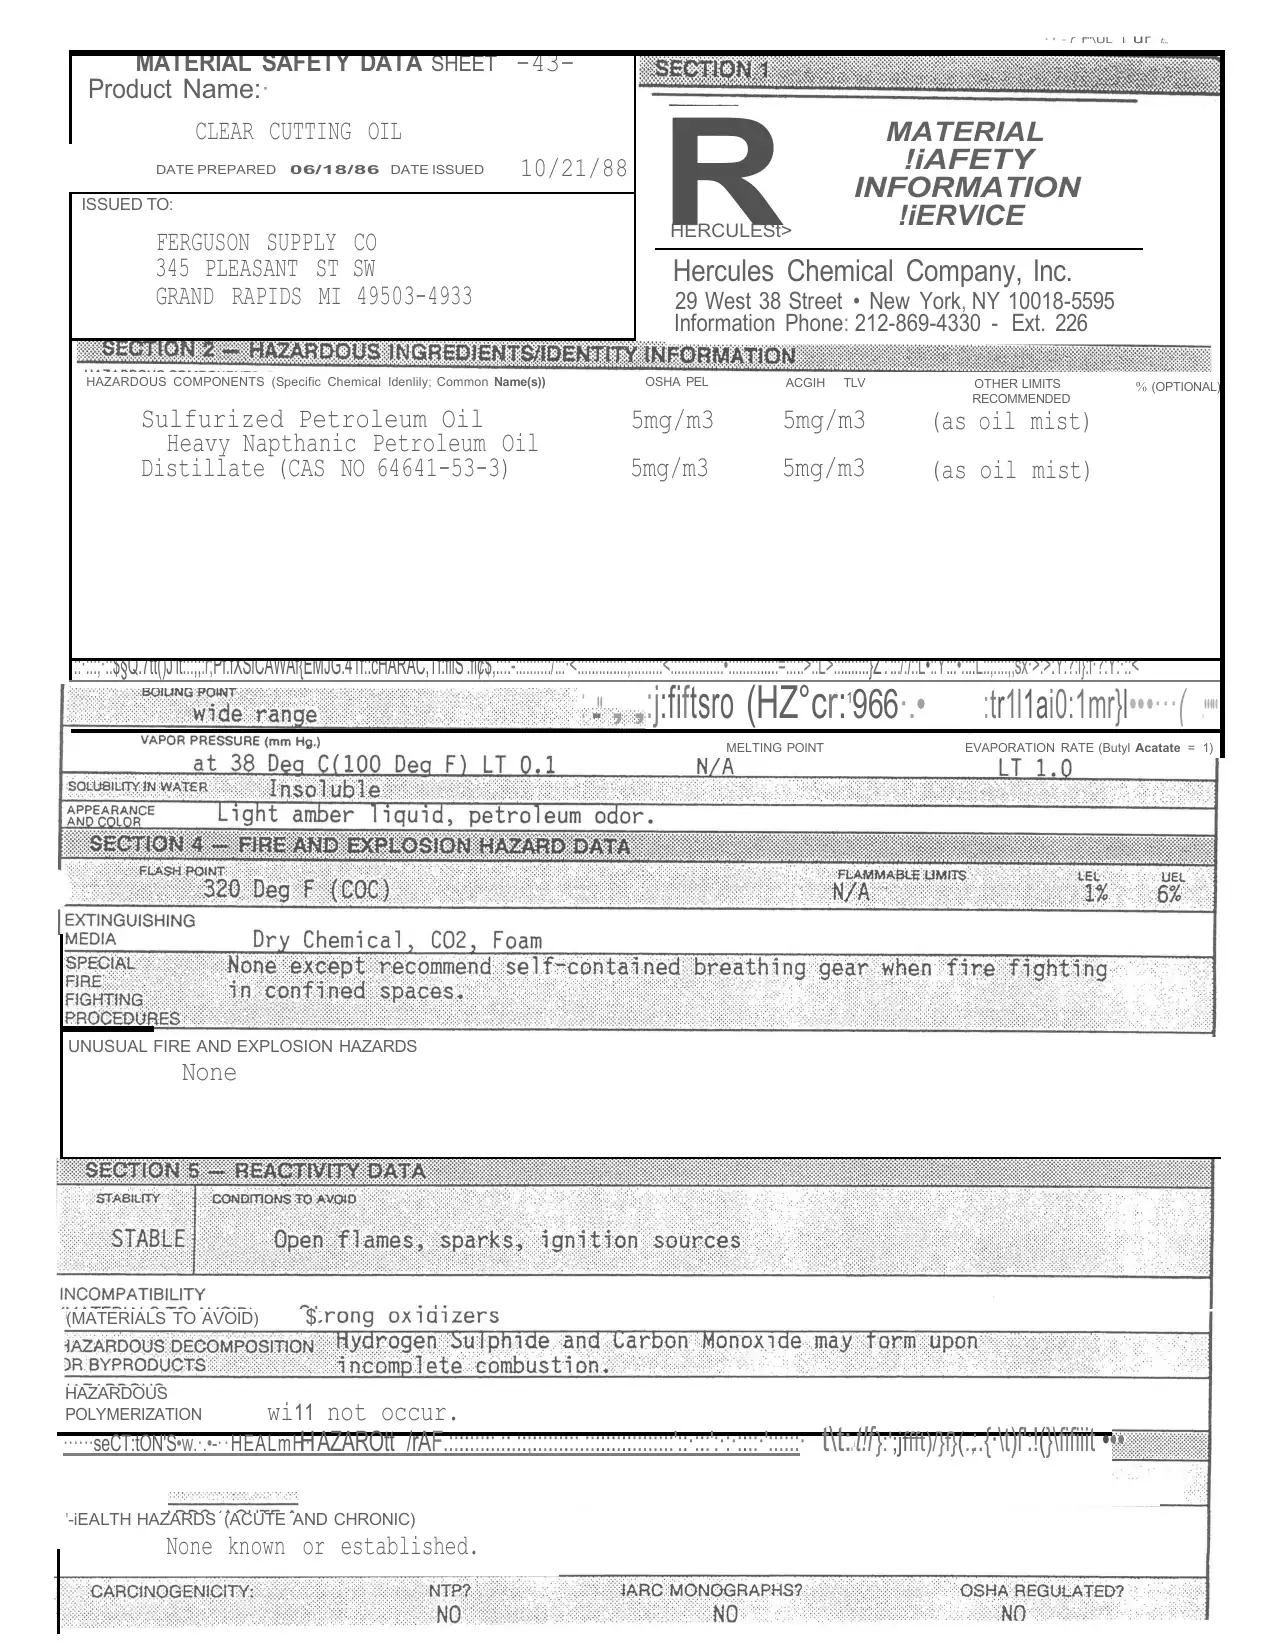 MATERIAL SAFETY DATA SHEET -43-
Product Name:
CLEAR CUTTING OIL
DATE PREPARED 06/18/86 DATE ISSUED 10/21/88
ISSUED TO:
FERGUSON SUPPLY CO
345 PLEASANT ST SW
GRAND RAPIDS MI 49503-4933
SECTION 1
R
HERCULESt>
MATERIAL
!iAFETY
INFORMATION
!iERVICE
Hercules Chemical Company, Inc.
29 West 38 Street • New York, NY 10018-5595
Information Phone: 212-869-4330 - Ext. 226
SECTION 2 — HAZARDOUS INGREDIENTS/IDENTITY INFORMATION
HAZARDOUS COMPONENTS (Specific Chemical Idenlily; Common Name(s)) OSHA PEL ACGIH TLV OTHER LIMITS RECOMMENDED % (OPTIONAL)
Sulfurized Petroleum Oil 5mg/m3 5mg/m3 (as oil mist)
Heavy Napthanic Petroleum Oil
Distillate (CAS NO 64641-53-3) 5mg/m3 5mg/m3 (as oil mist)
BOILING POINT
wide range
VAPOR PRESSURE (mm Hg.) MELTING POINT EVAPORATION RATE (Butyl Acatate = 1)
at 38 Deg C(100 Deg F) LT 0.1 N/A LT 1.0
SOLUBILITY IN WATER Insoluble
APPEARANCE AND COLOR Light amber liquid, petroleum odor.
SECTION 4 — FIRE AND EXPLOSION HAZARD DATA
FLASH POINT FLAMMABLE LIMITS LEL UEL
320 Deg F (COC) N/A 1% 6%
EXTINGUISHING
MEDIA Dry Chemical, CO2, Foam
SPECIAL None except recommend self-contained breathing gear when fire fighting
FIRE in confined spaces.
FIGHTING
PROCEDURES
UNUSUAL FIRE AND EXPLOSION HAZARDS
None
SECTION 5 — REACTIVITY DATA
STABILITY CONDITIONS TO AVOID
STABLE Open flames, sparks, ignition sources
INCOMPATIBILITY
(MATERIALS TO AVOID) $trong oxidizers
HAZARDOUS DECOMPOSITION Hydrogen Sulphide and Carbon Monoxide may form upon
OR BYPRODUCTS incomplete combustion.
HAZARDOUS
POLYMERIZATION wi11 not occur.
'-iEALTH HAZARDS (ACUTE AND CHRONIC)
None known or established.
CARCINOGENICITY: NTP? IARC MONOGRAPHS? OSHA REGULATED?
NO NO NO